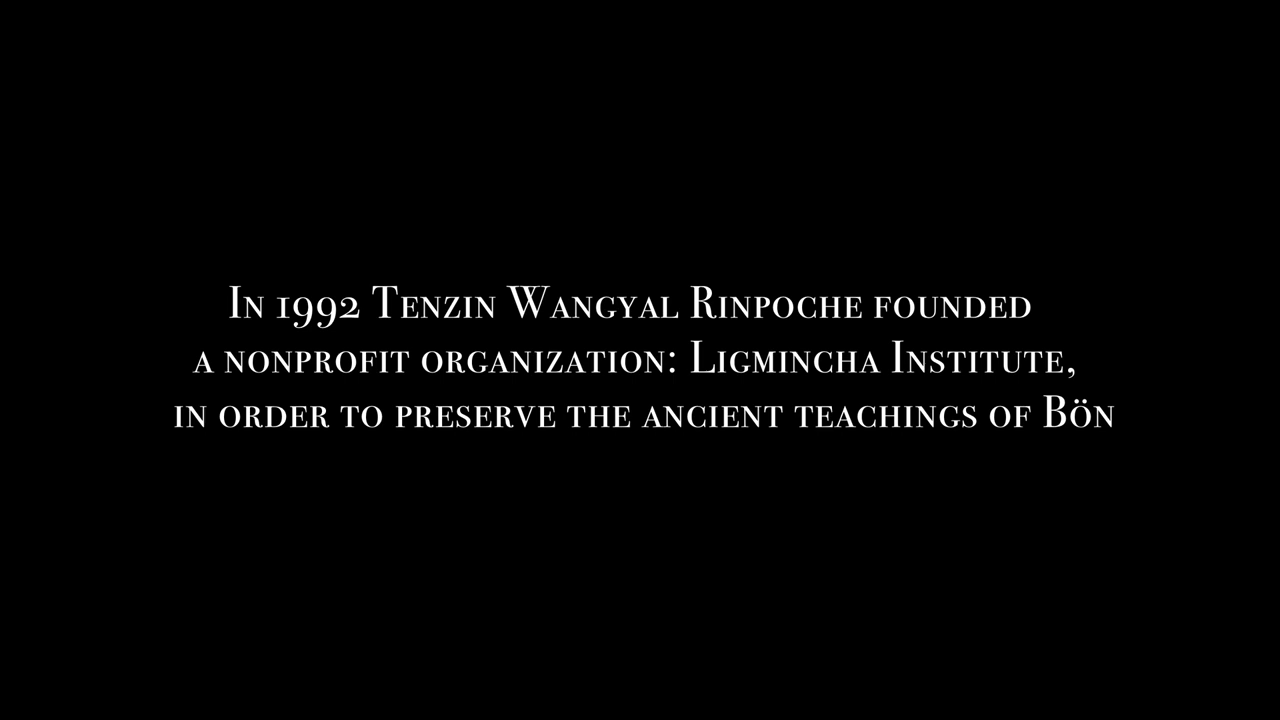 In 1992 Tenzin Wangyal Rinpoche founded
a nonprofit organization: Ligmincha Institute,
in order to preserve the ancient teachings of Bön